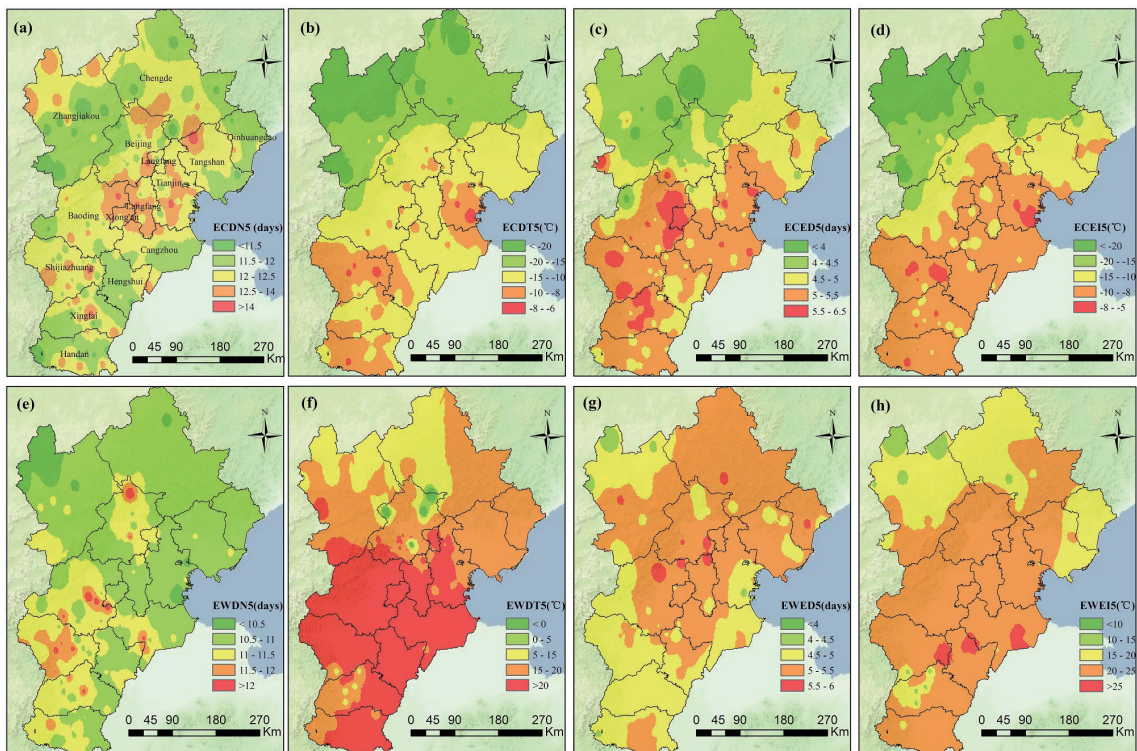 (a)
N
Chengde
Zhangjiakou
Qinhuangdao
Beijing
Langfang
Tangshan
Tianjin
Langfang
Xiong'an
Baoding
Cangzhou
Shijiazhuang
Hengshui
Xingtai
Handan
ECDN5 (days)
<11.5
11.5 - 12
12 - 12.5
12.5 - 14
>14
0 45 90 180 270
Km
(b)
N
ECDT5(℃)
<-20
-20 - -15
-15 - -10
-10 - -8
-8 - -6
0 45 90 180 270
Km
(c)
N
ECED5(days)
< 4
4 - 4.5
4.5 - 5
5 - 5.5
5.5 - 6.5
0 45 90 180 270
Km
(d)
N
ECEI5(℃)
<-20
-20 - -15
-15 - -10
-10 - -8
-8 - -5
0 45 90 180 270
Km
(e)
N
EWDN5(days)
< 10.5
10.5 - 11
11 - 11.5
11.5 - 12
>12
0 45 90 180 270
Km
(f)
N
EWDT5(℃)
< 0
0 - 5
5 - 15
15 - 20
>20
0 45 90 180 270
Km
(g)
N
EWED5(days)
<4
4 - 4.5
4.5 - 5
5 - 5.5
5.5 - 6
0 45 90 180 270
Km
(h)
N
EWEI5(℃)
<10
10 - 15
15 - 20
20 - 25
>25
0 45 90 180 270
Km